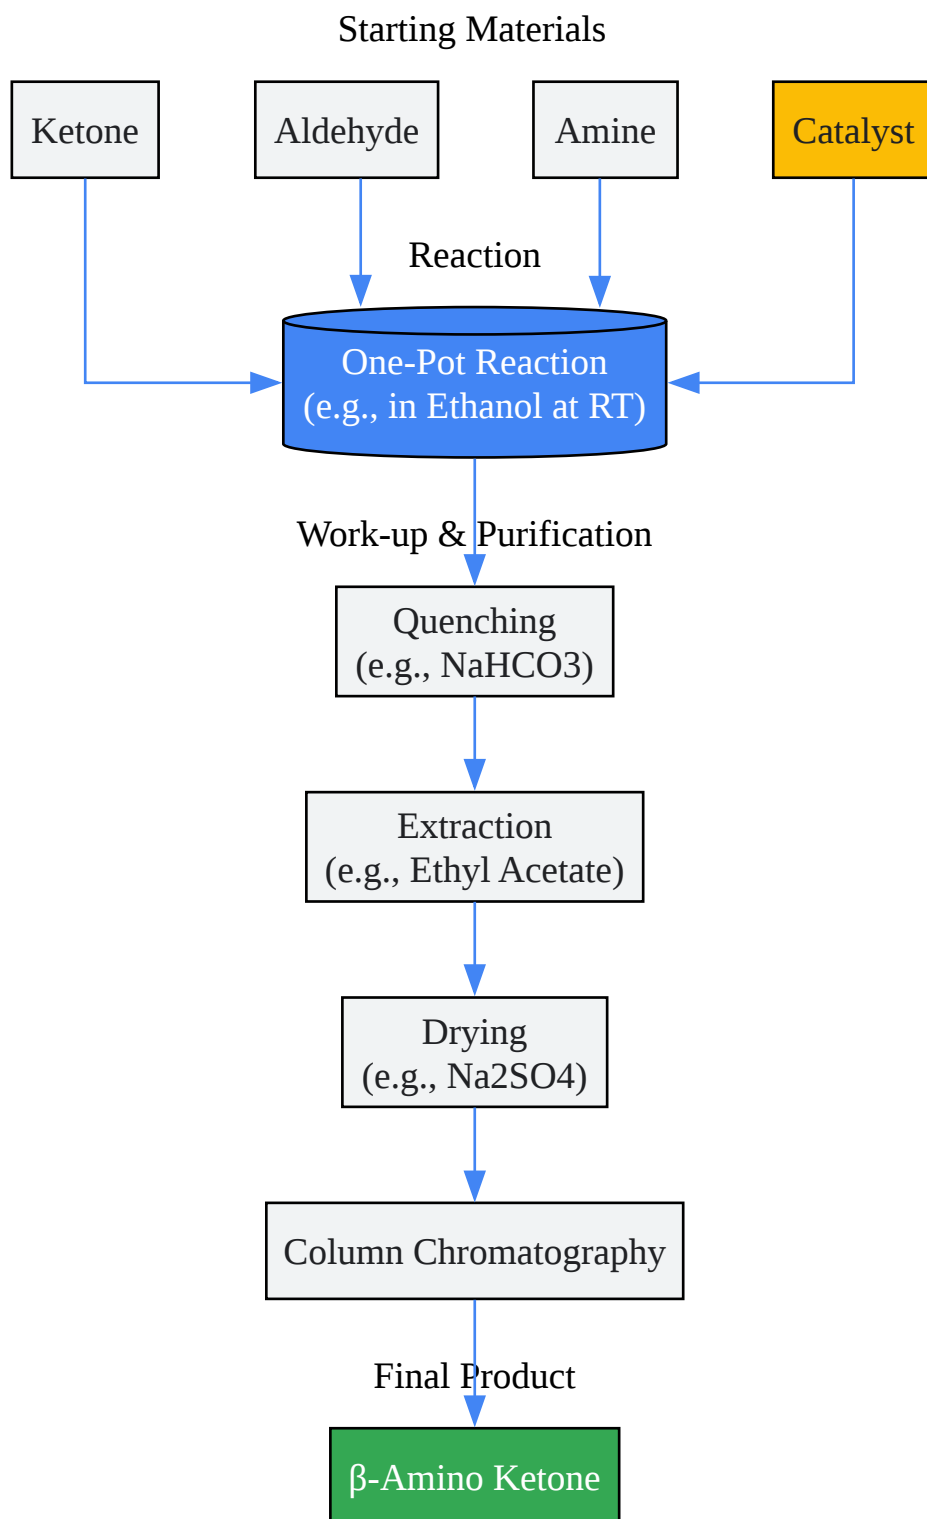 Starting Materials
Ketone
Aldehyde
Amine
Catalyst
Reaction
One-Pot Reaction
(e.g., in Ethanol at RT)
Work-up & Purification
Quenching
(e.g., NaHCO3)
Extraction
(e.g., Ethyl Acetate)
Drying
(e.g., Na2SO4)
Column Chromatography
Final Product
β-Amino Ketone